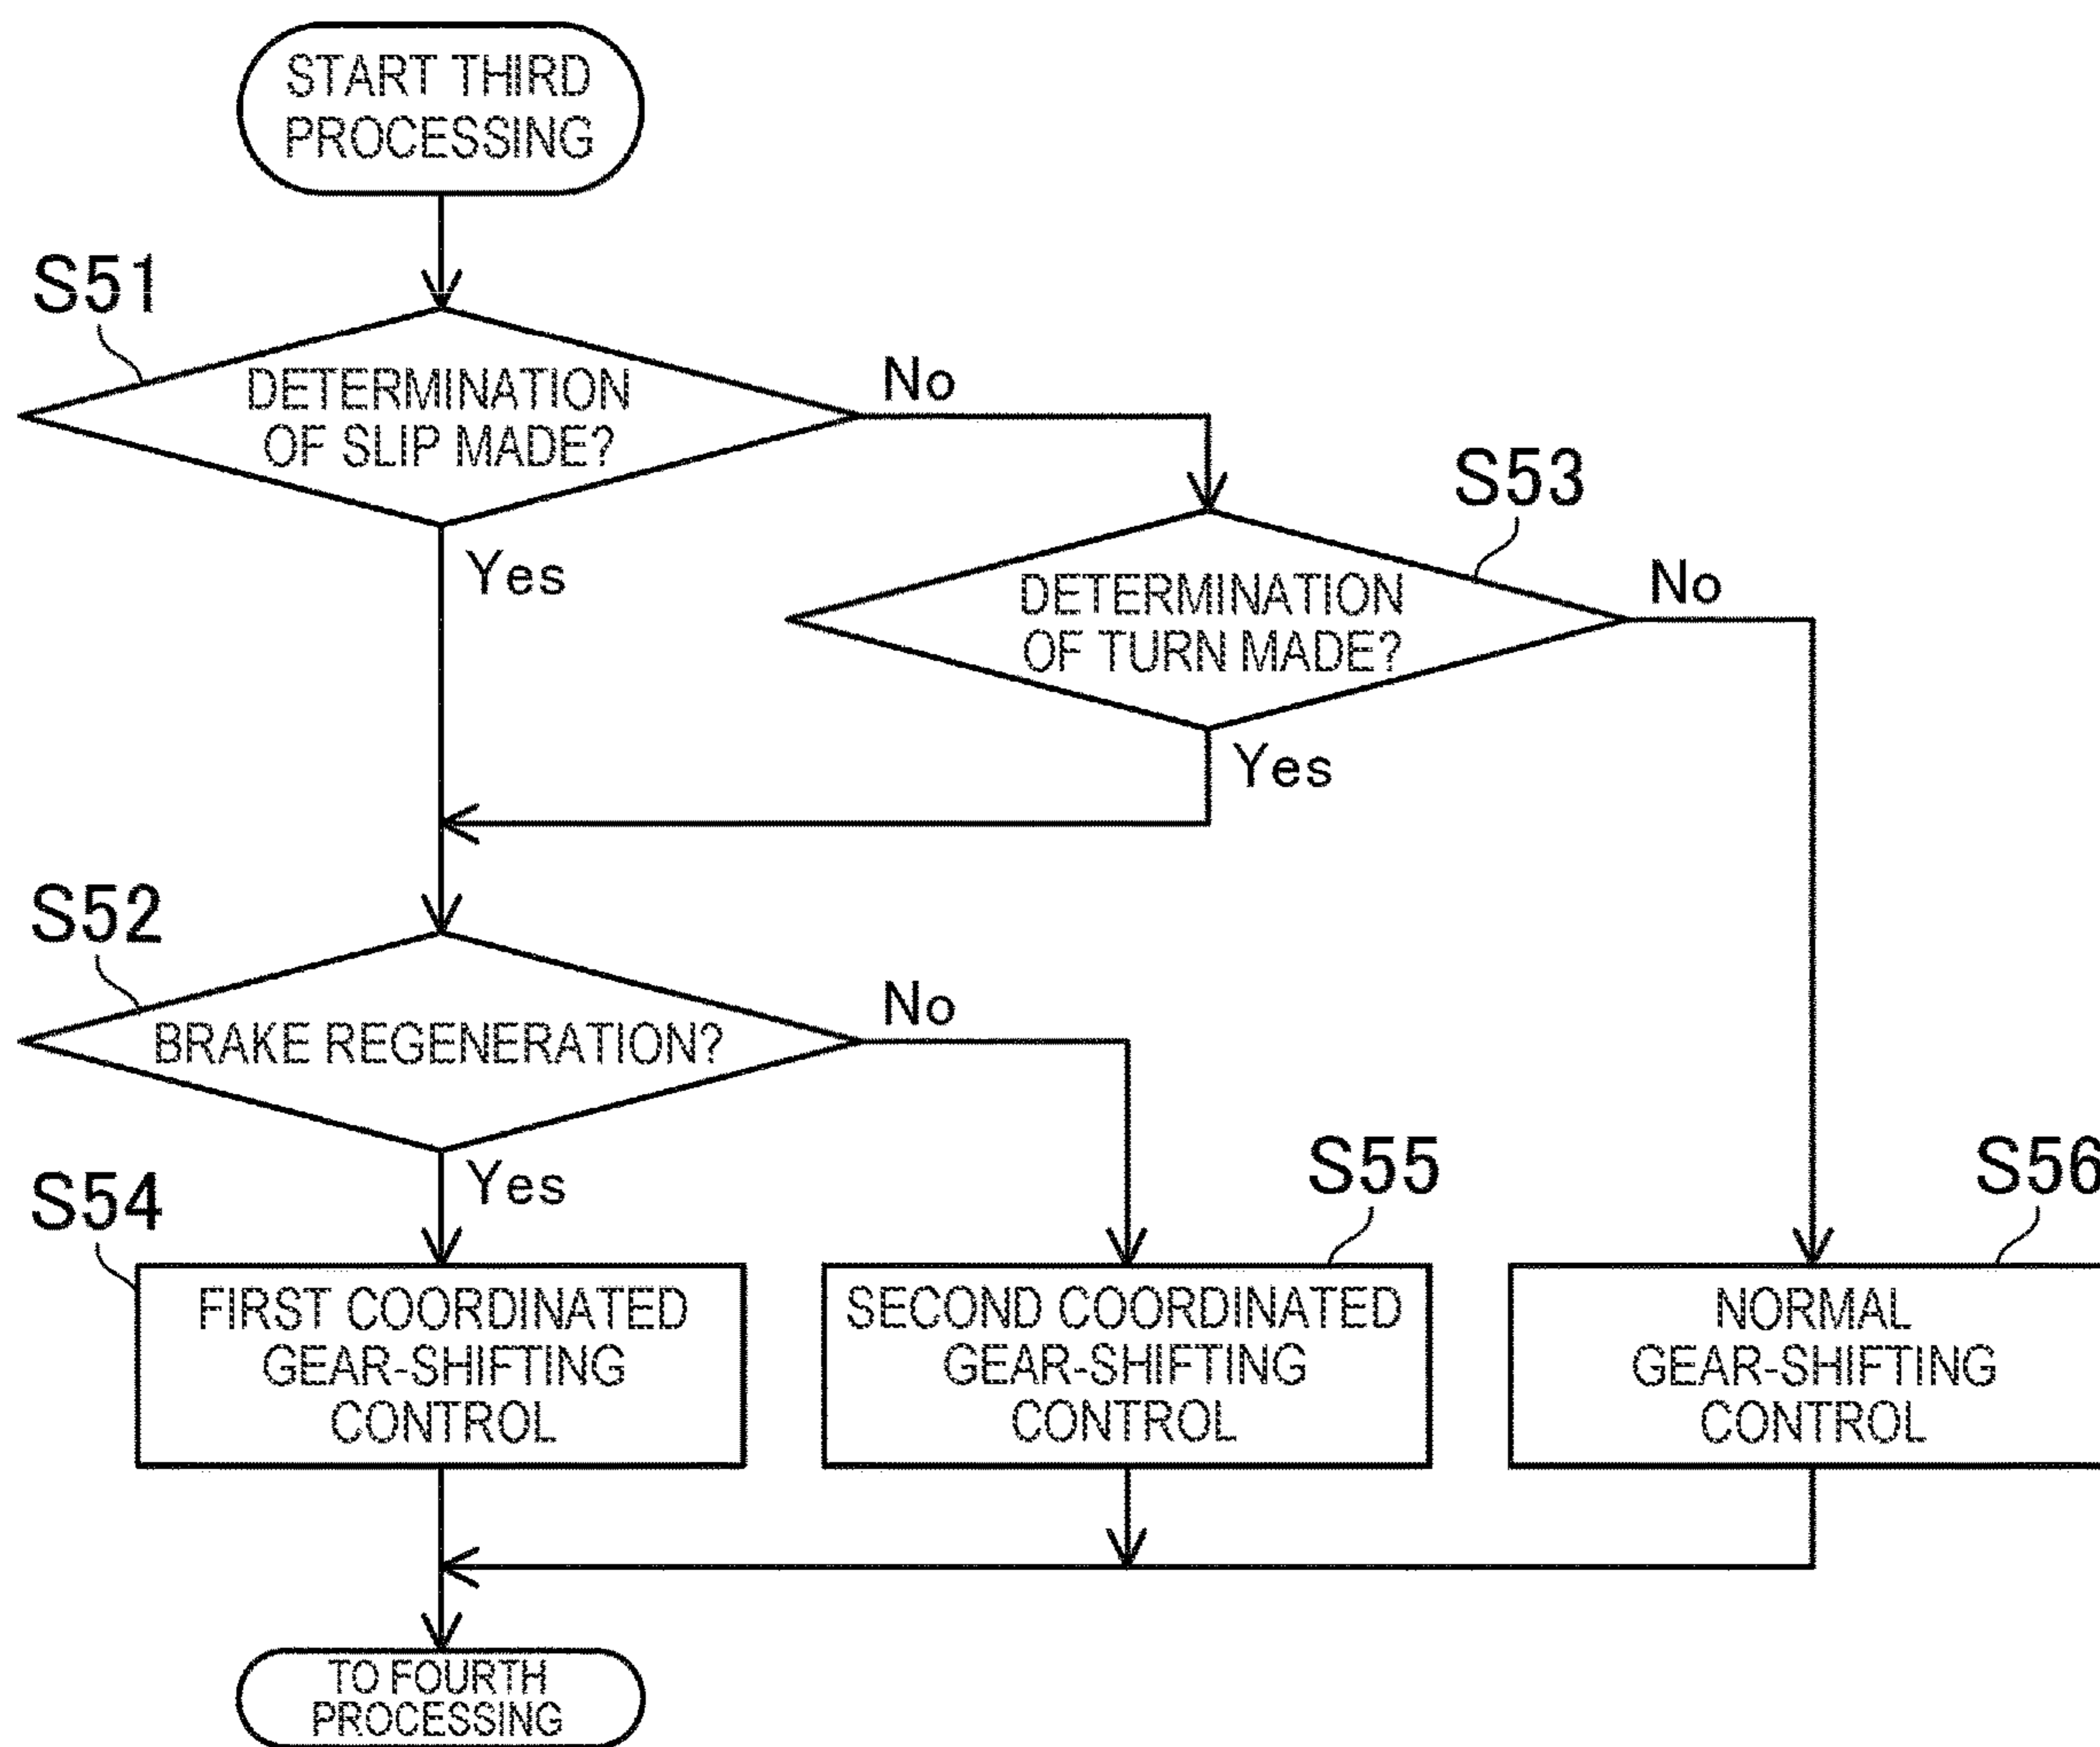 START THIRD
PROCESSING
S51
DETERMINATION
OF SLIP MADE?
No
Yes
S53
DETERMINATION
OF TURN MADE?
No
Yes
S52
BRAKE REGENERATION?
No
Yes
S54
FIRST COORDINATED
GEAR-SHIFTING
CONTROL
S55
SECOND COORDINATED
GEAR-SHIFTING
CONTROL
S56
NORMAL
GEAR-SHIFTING
CONTROL
TO FOURTH
PROCESSING